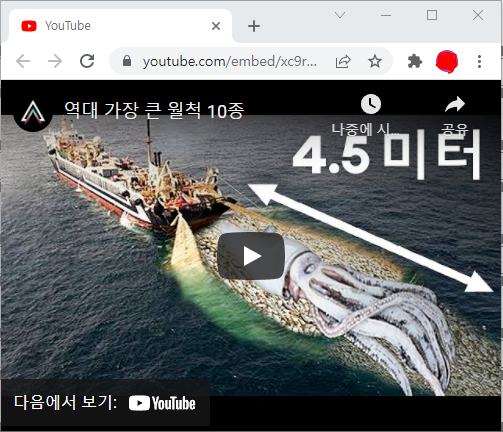 YouTube
youtube.com/embed/xc9r...
역대 가장 큰 월척 10종
나중에 시...
공유
4.5 미터
다음에서 보기: YouTube